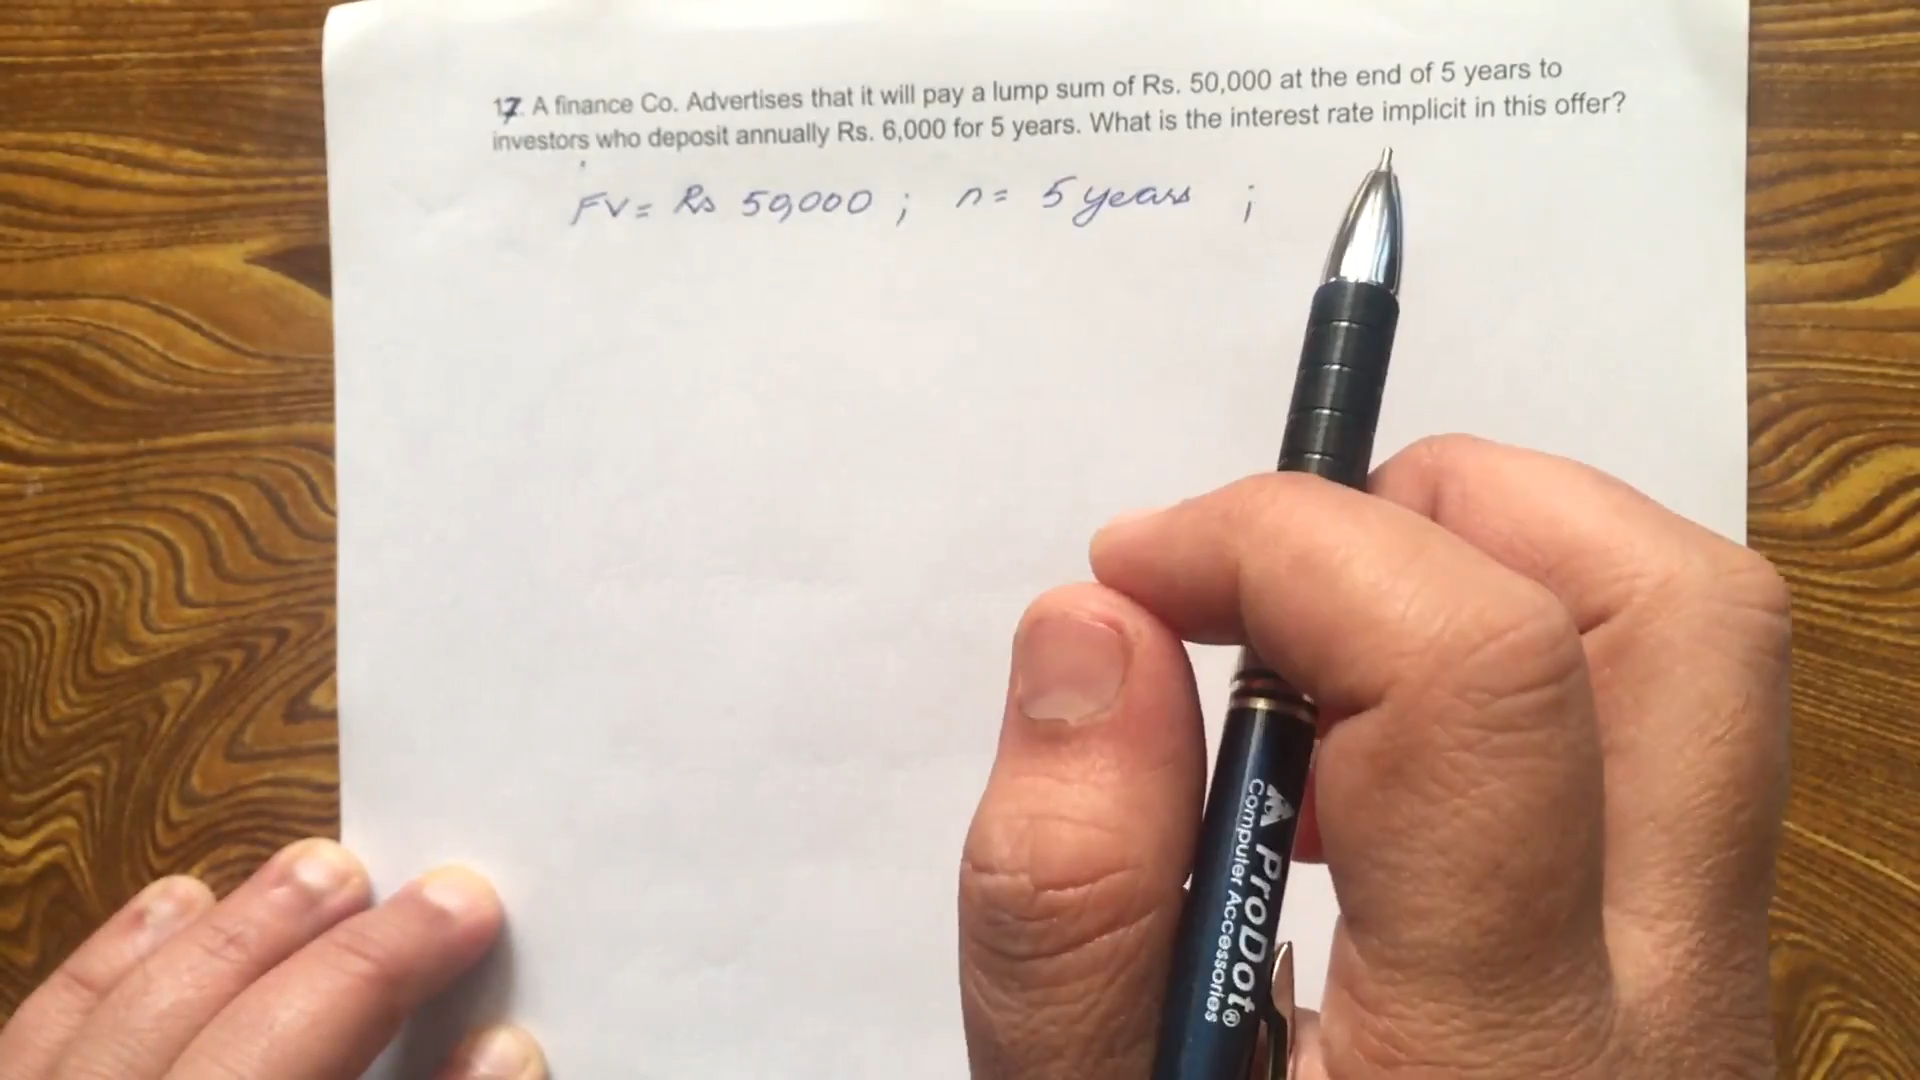 17. A finance Co. Advertises that it will pay a lump sum of Rs. 50,000 at the end of 5 years to
investors who deposit annually Rs. 6,000 for 5 years. What is the interest rate implicit in this offer?
FV = Rs 50,000 ; n = 5 years ;
ProDot®
Computer Accessories